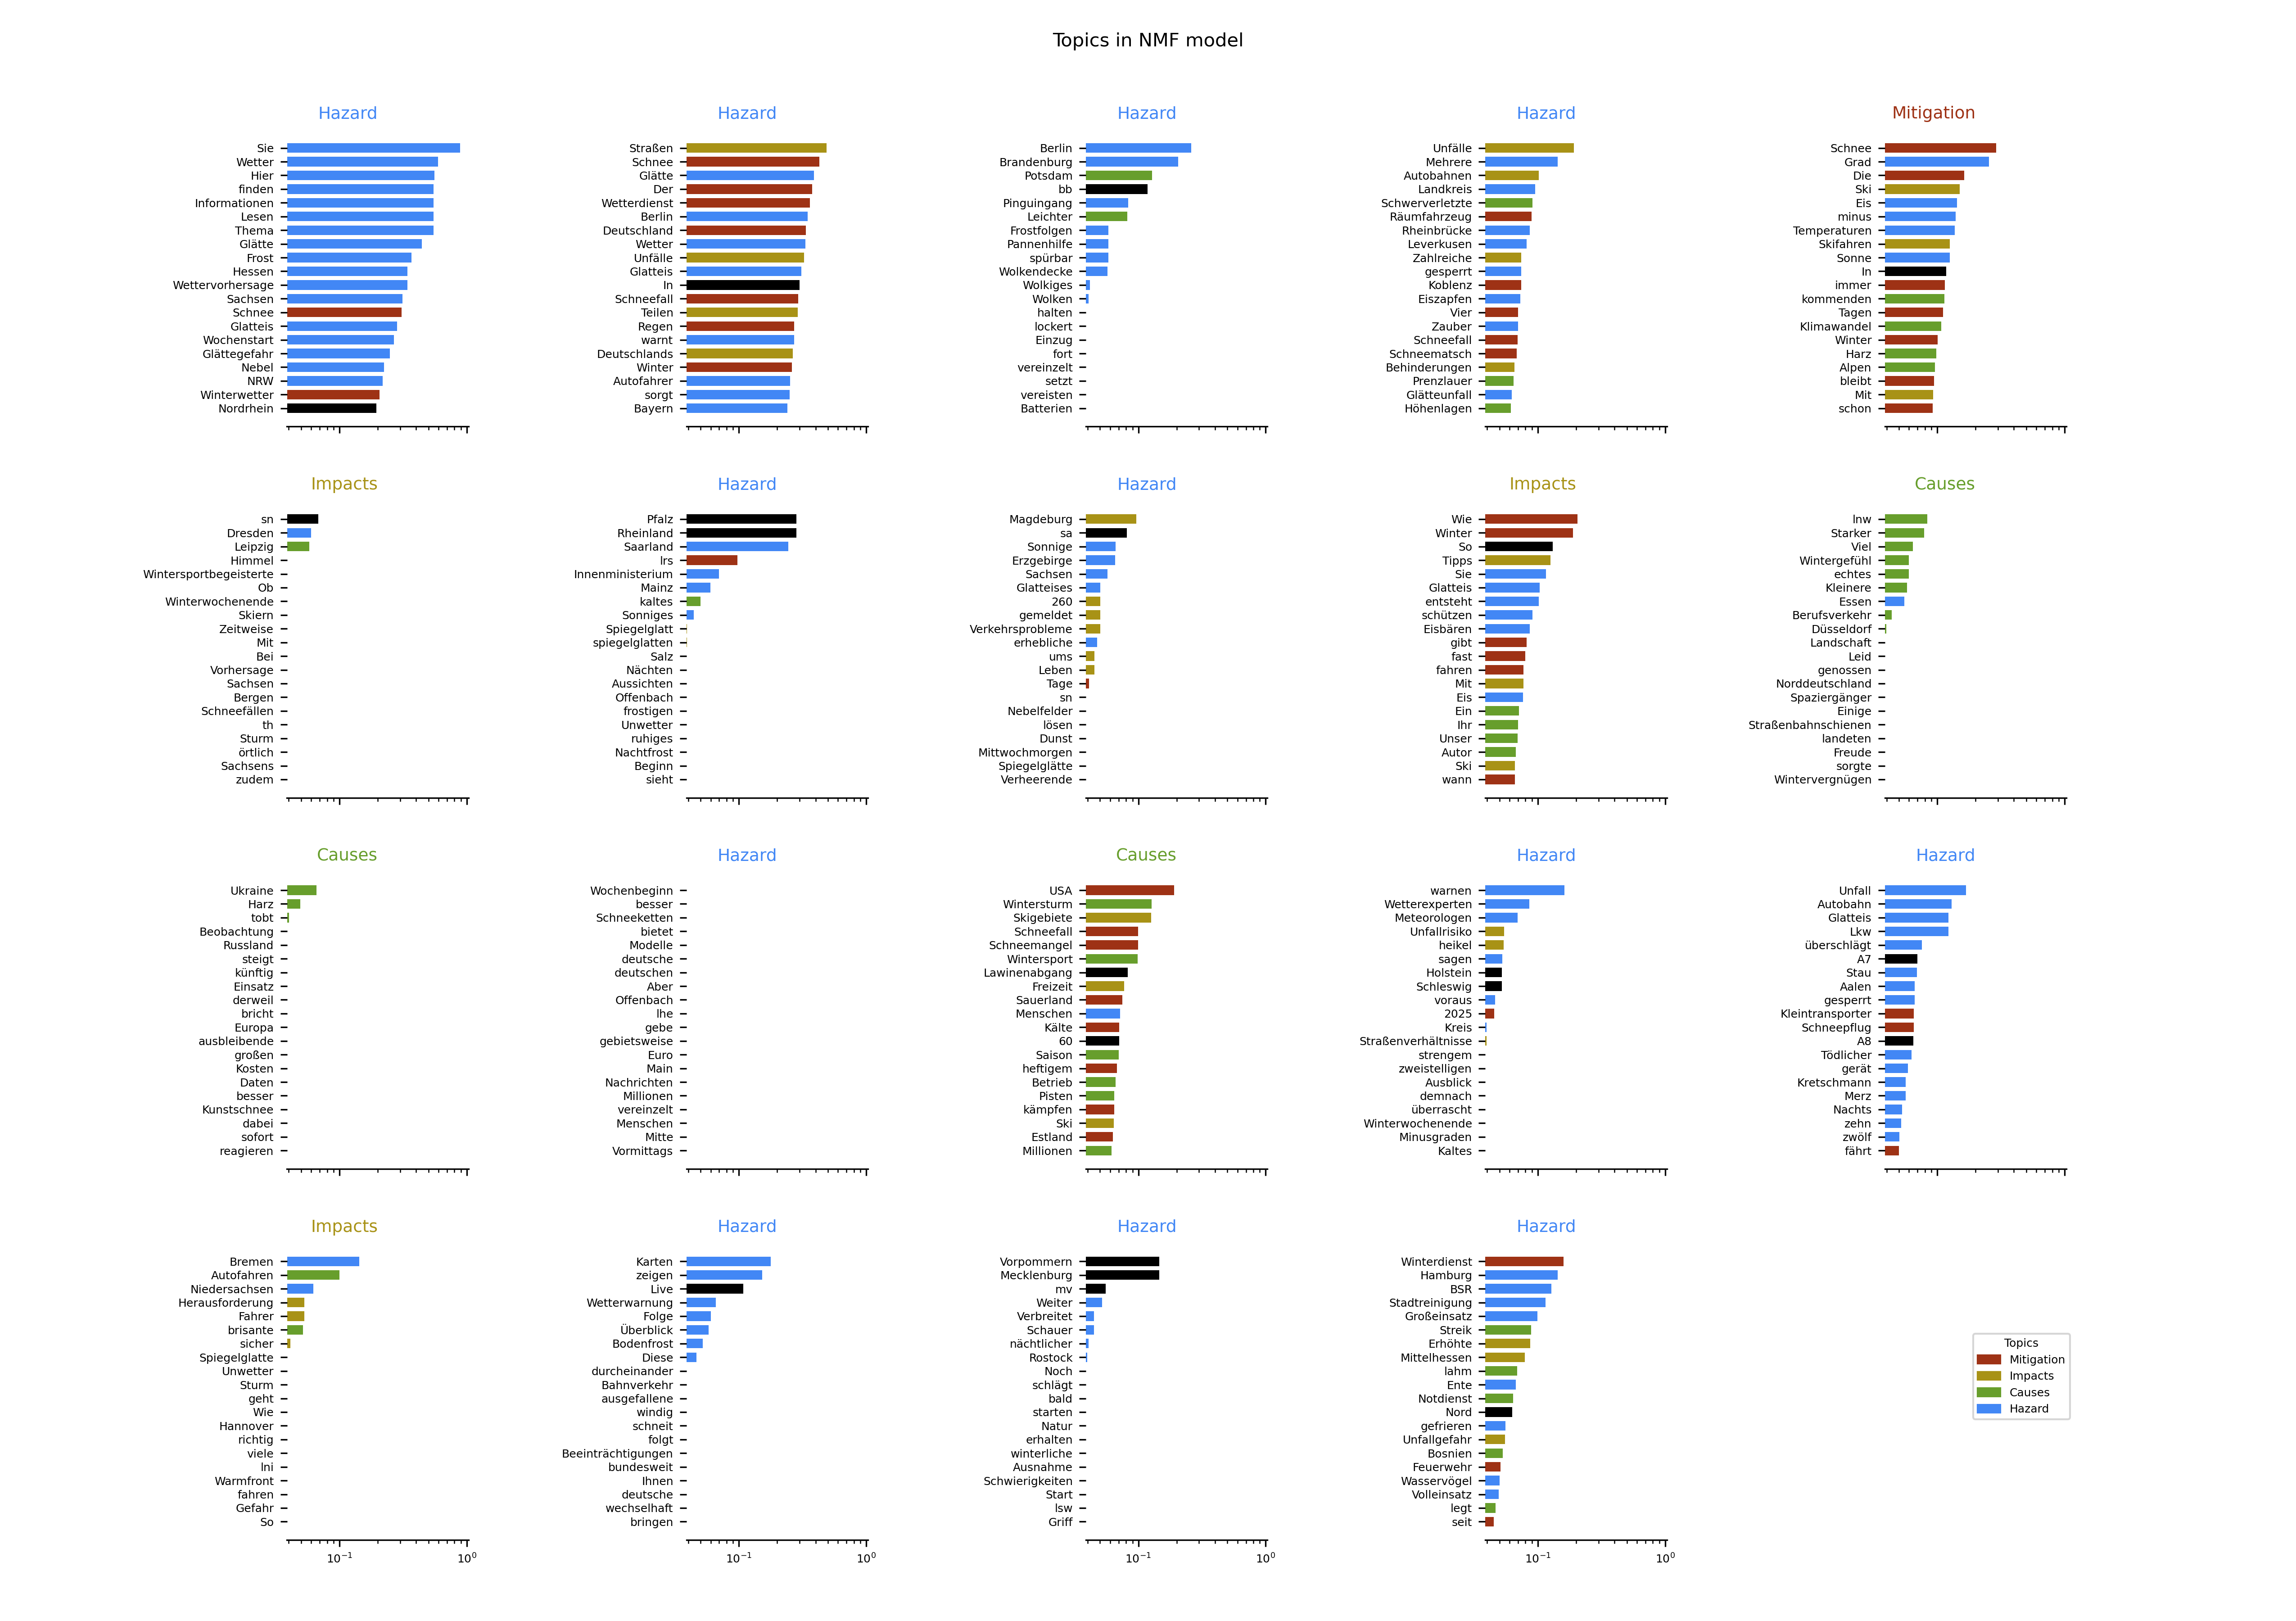 Topics in NMF model
Hazard
Sie
Wetter
Hier
finden
Informationen
Lesen
Thema
Glätte
Frost
Hessen
Wettervorhersage
Sachsen
Schnee
Glatteis
Wochenstart
Glättegefahr
Nebel
NRW
Winterwetter
Nordrhein
Hazard
Straßen
Schnee
Glätte
Der
Wetterdienst
Berlin
Deutschland
Wetter
Unfälle
Glatteis
In
Schneefall
Teilen
Regen
warnt
Deutschlands
Winter
Autofahrer
sorgt
Bayern
Hazard
Berlin
Brandenburg
Potsdam
bb
Pinguingang
Leichter
Frostfolgen
Pannenhilfe
spürbar
Wolkendecke
Wolkiges
Wolken
halten
lockert
Einzug
fort
vereinzelt
setzt
vereisten
Batterien
Hazard
Unfälle
Mehrere
Autobahnen
Landkreis
Schwerverletzte
Räumfahrzeug
Rheinbrücke
Leverkusen
Zahlreiche
gesperrt
Koblenz
Eiszapfen
Vier
Zauber
Schneefall
Schneematsch
Behinderungen
Prenzlauer
Glätteunfall
Höhenlagen
Mitigation
Schnee
Grad
Die
Ski
Eis
minus
Temperaturen
Skifahren
Sonne
In
immer
kommenden
Tagen
Klimawandel
Winter
Harz
Alpen
bleibt
Mit
schon
Impacts
sn
Dresden
Leipzig
Himmel
Wintersportbegeisterte
Ob
Winterwochenende
Skiern
Zeitweise
Mit
Bei
Vorhersage
Sachsen
Bergen
Schneefällen
th
Sturm
örtlich
Sachsens
zudem
Hazard
Pfalz
Rheinland
Saarland
lrs
Innenministerium
Mainz
kaltes
Sonniges
Spiegelglatt
spiegelglatten
Salz
Nächten
Aussichten
Offenbach
frostigen
Unwetter
ruhiges
Nachtfrost
Beginn
sieht
Hazard
Magdeburg
sa
Sonnige
Erzgebirge
Sachsen
Glatteises
260
gemeldet
Verkehrsprobleme
erhebliche
ums
Leben
Tage
sn
Nebelfelder
lösen
Dunst
Mittwochmorgen
Spiegelglätte
Verheerende
Impacts
Wie
Winter
So
Tipps
Sie
Glatteis
entsteht
schützen
Eisbären
gibt
fast
fahren
Mit
Eis
Ein
Ihr
Unser
Autor
Ski
wann
Causes
lnw
Starker
Viel
Wintergefühl
echtes
Kleinere
Essen
Berufsverkehr
Düsseldorf
Landschaft
Leid
genossen
Norddeutschland
Spaziergänger
Einige
Straßenbahnschienen
landeten
Freude
sorgte
Wintervergnügen
Causes
Ukraine
Harz
tobt
Beobachtung
Russland
steigt
künftig
Einsatz
derweil
bricht
Europa
ausbleibende
großen
Kosten
Daten
besser
Kunstschnee
dabei
sofort
reagieren
Hazard
Wochenbeginn
besser
Schneeketten
bietet
Modelle
deutsche
deutschen
Aber
Offenbach
lhe
gebe
gebietsweise
Euro
Main
Nachrichten
Millionen
vereinzelt
Menschen
Mitte
Vormittags
Causes
USA
Wintersturm
Skigebiete
Schneefall
Schneemangel
Wintersport
Lawinenabgang
Freizeit
Sauerland
Menschen
Kälte
60
Saison
heftigem
Betrieb
Pisten
kämpfen
Ski
Estland
Millionen
Hazard
warnen
Wetterexperten
Meteorologen
Unfallrisiko
heikel
sagen
Holstein
Schleswig
voraus
2025
Kreis
Straßenverhältnisse
strengem
zweistelligen
Ausblick
demnach
überrascht
Winterwochenende
Minusgraden
Kaltes
Hazard
Unfall
Autobahn
Glatteis
Lkw
überschlägt
A7
Stau
Aalen
gesperrt
Kleintransporter
Schneepflug
A8
Tödlicher
gerät
Kretschmann
Merz
Nachts
zehn
zwölf
fährt
Impacts
Bremen
Autofahren
Niedersachsen
Herausforderung
Fahrer
brisante
sicher
Spiegelglatte
Unwetter
Sturm
geht
Wie
Hannover
richtig
viele
lni
Warmfront
fahren
Gefahr
So
10⁻¹ 10⁰
Hazard
Karten
zeigen
Live
Wetterwarnung
Folge
Überblick
Bodenfrost
Diese
durcheinander
Bahnverkehr
ausgefallene
windig
schneit
folgt
Beeinträchtigungen
bundesweit
Ihnen
deutsche
wechselhaft
bringen
10⁻¹ 10⁰
Hazard
Vorpommern
Mecklenburg
mv
Weiter
Verbreitet
Schauer
nächtlicher
Rostock
Noch
schlägt
bald
starten
Natur
erhalten
winterliche
Ausnahme
Schwierigkeiten
Start
lsw
Griff
10⁻¹ 10⁰
Hazard
Winterdienst
Hamburg
BSR
Stadtreinigung
Großeinsatz
Streik
Erhöhte
Mittelhessen
lahm
Ente
Notdienst
Nord
gefrieren
Unfallgefahr
Bosnien
Feuerwehr
Wasservögel
Volleinsatz
legt
seit
10⁻¹ 10⁰
Topics
Mitigation
Impacts
Causes
Hazard